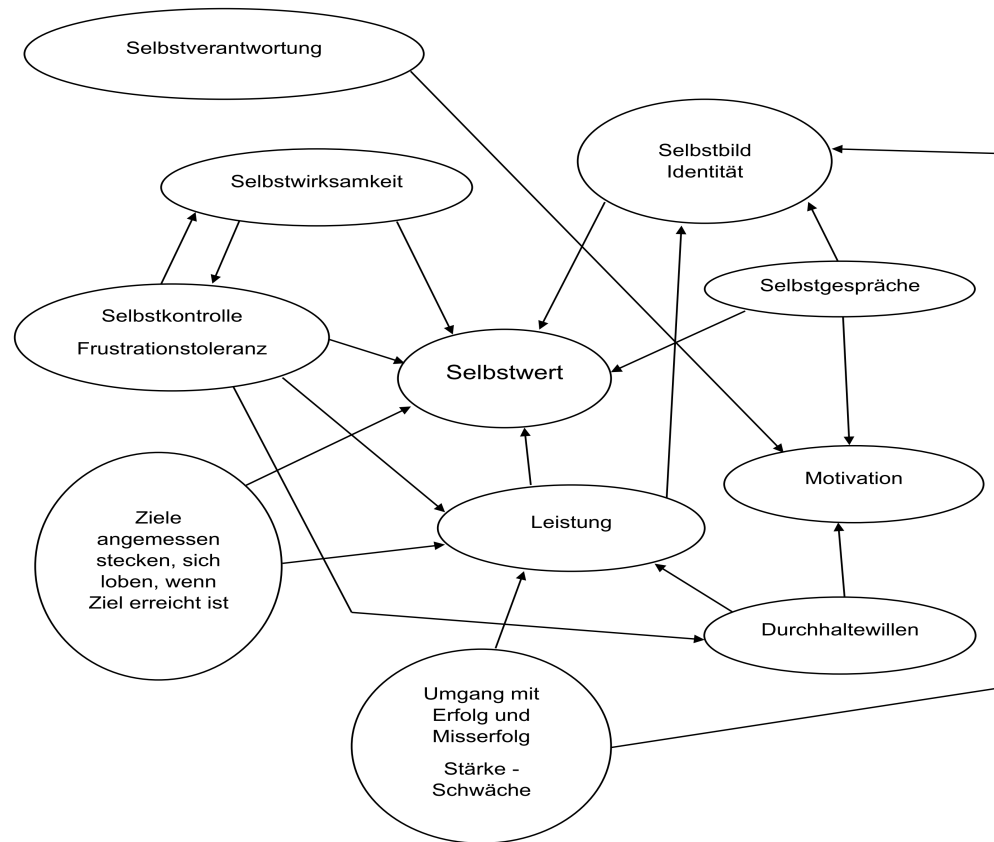 Selbstverantwortung
Selbstbild
Identität
Selbstwirksamkeit
Selbstgespräche
Selbstkontrolle
Frustrationstoleranz
Selbstwert
Motivation
Leistung
Ziele
angemessen
stecken, sich
loben, wenn
Ziel erreicht ist
Durchhaltewillen
Umgang mit
Erfolg und
Misserfolg
Stärke -
Schwäche